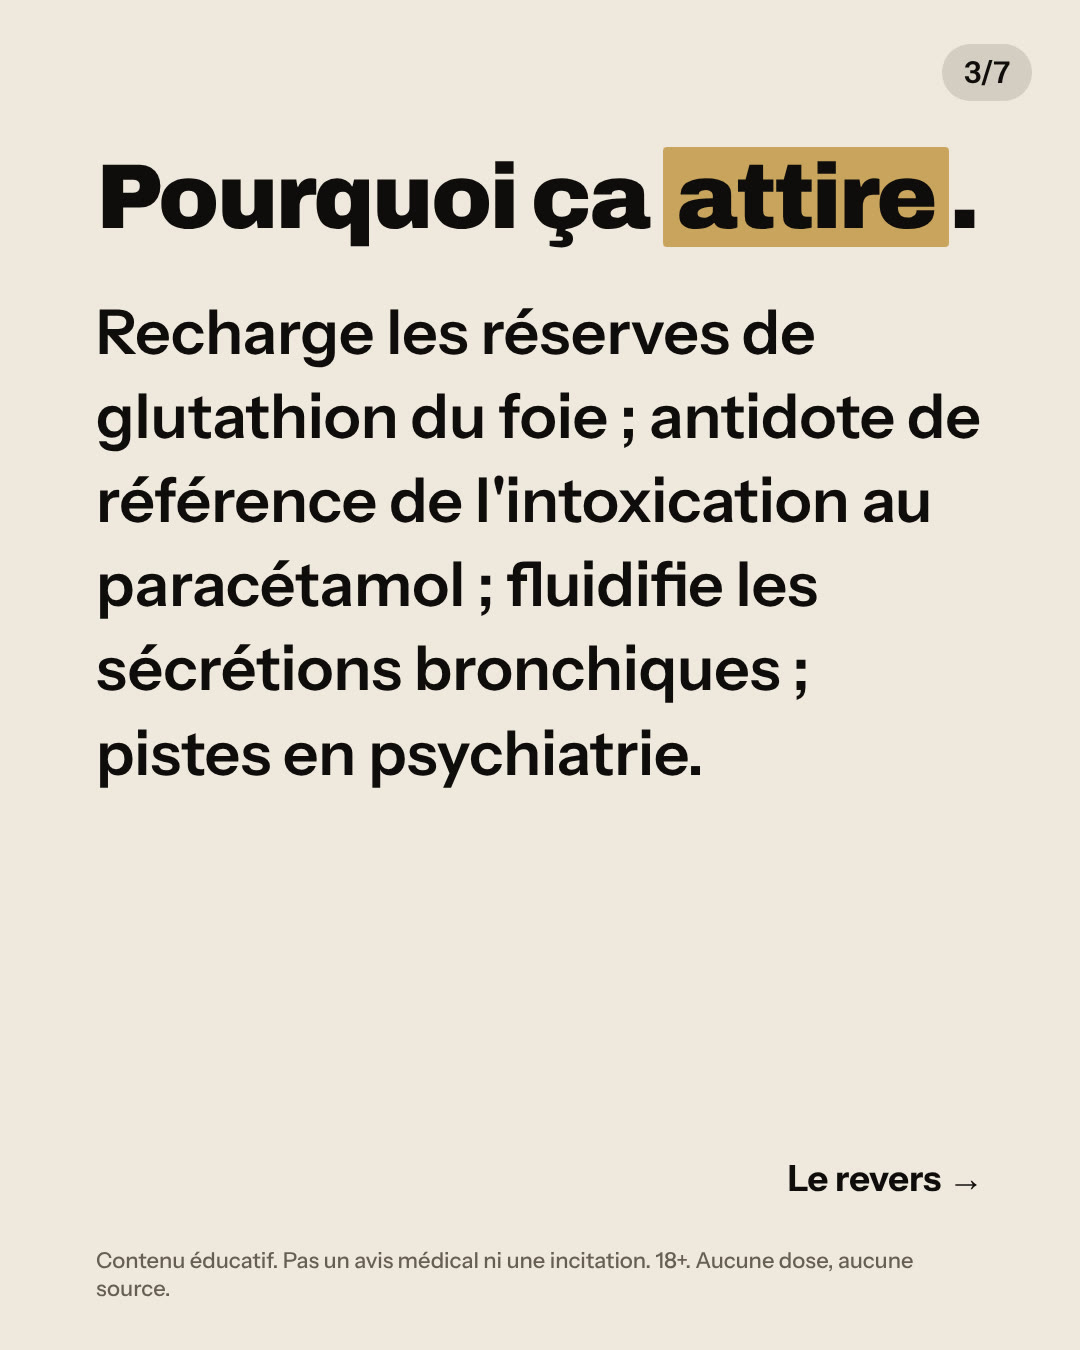 3/7
Pourquoi ça attire.
Recharge les réserves de
glutathion du foie ; antidote de
référence de l'intoxication au
paracétamol ; fluidifie les
sécrétions bronchiques ;
pistes en psychiatrie.
Le revers →
Contenu éducatif. Pas un avis médical ni une incitation. 18+. Aucune dose, aucune
source.